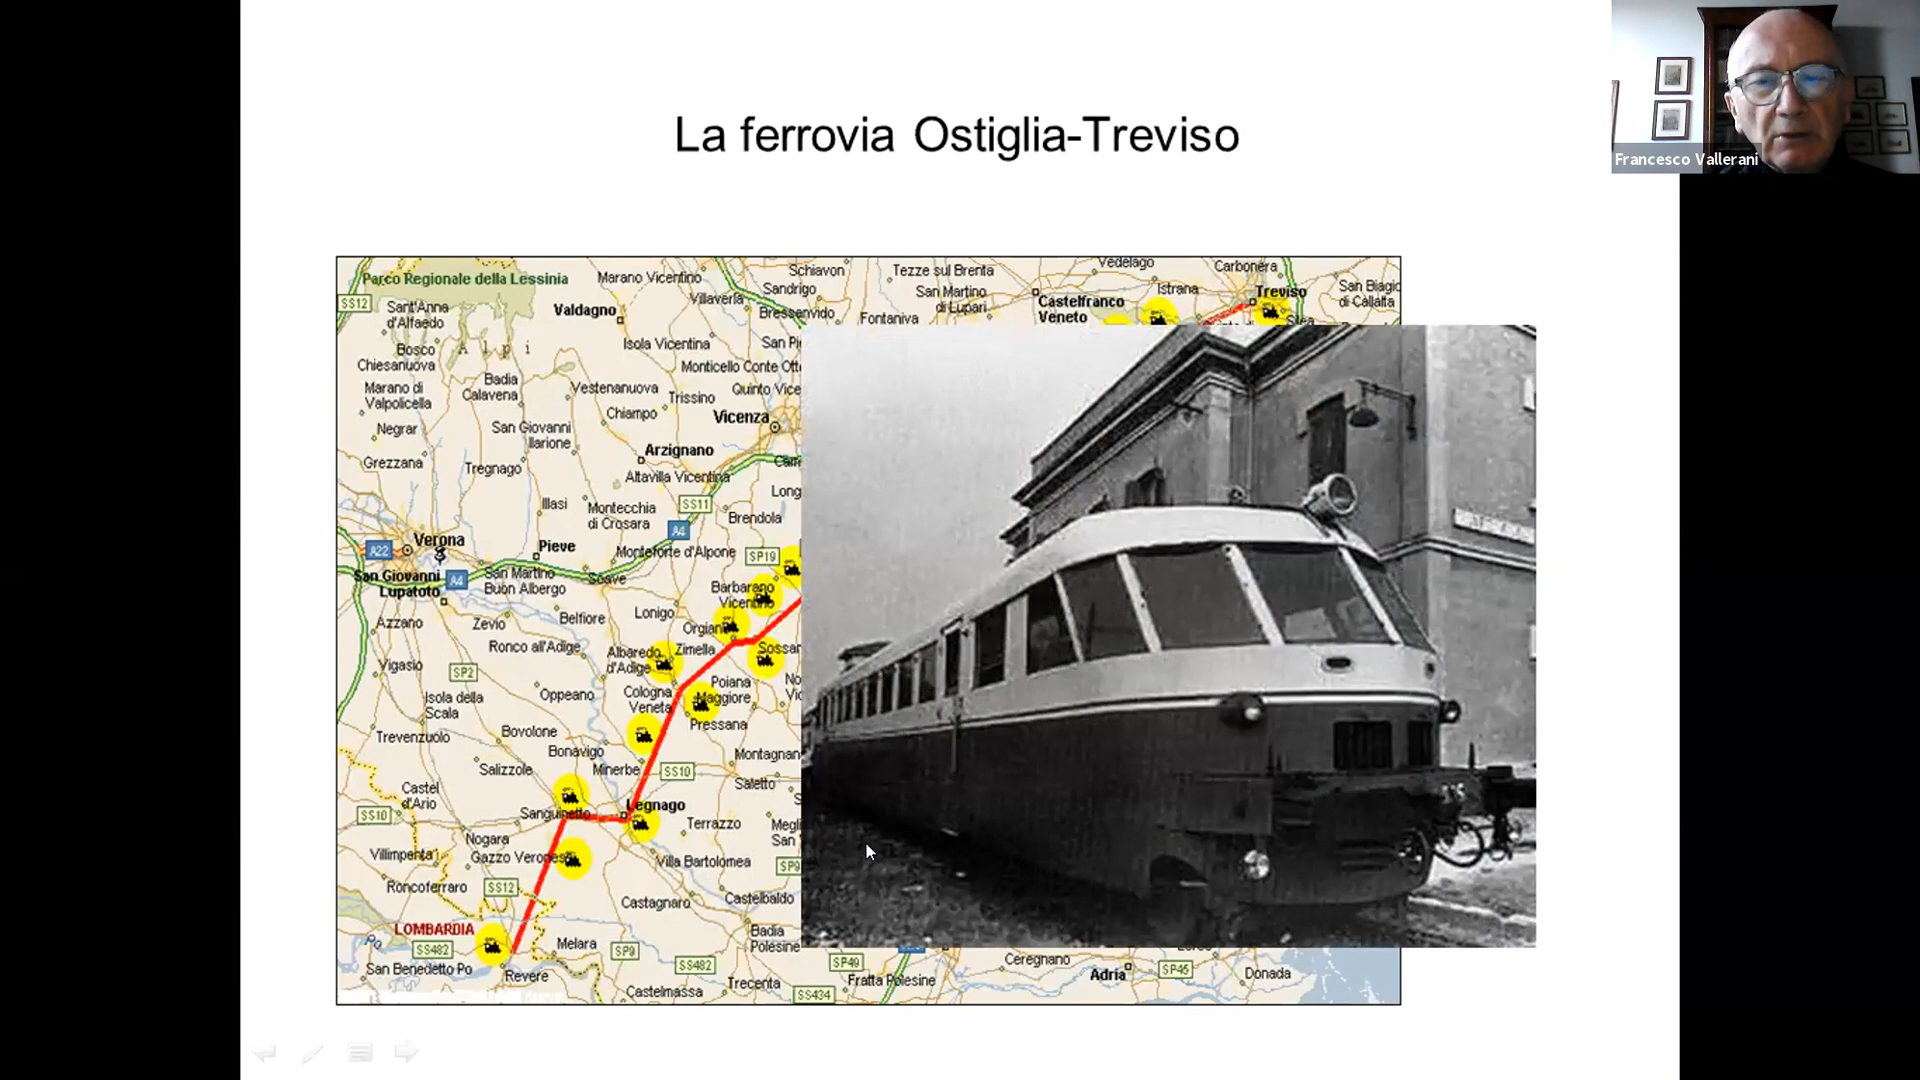 La ferrovia Ostiglia-Treviso
Francesco Vallerani
Parco Regionale della Lessinia
Marano Vicentino
Schiavon
Tezze sul Brenta
Vedelago
Carbonera
SS12
Sant'Anna
d'Alfaedo
Valdagno
Villaverla
Sandrigo
Bressanvido
San Martino
di Lupari
Fontaniva
Castelfranco
Veneto
Istrana
Treviso
San Biagio
di Callalta
Bosco
Chiesanuova
Alpi
Isola Vicentina
Monticello Conte Otto
Marano di
Valpolicella
Badia
Calavena
Vestenanuova
Trissino
Quinto Vice
Chiampo
Vicenza
Negrar
San Giovanni
Ilarione
Arzignano
Grezzana
Tregnago
Altavilla Vicentina
Long
Illasi
Montecchia
di Crosara
SS11
Brendola
A22
Verona
Pieve
A4
Monteforte d'Alpone
SP19
San Giovanni
Lupatoto
A4
San Martino
Buon Albergo
Soave
Barbarano
Vicentino
Azzano
Zevio
Belfiore
Lonigo
Orgiano
Ronco all'Adige
Albaredo
d'Adige
Zimella
Sossan
Vigasio
SP2
Isola della
Scala
Oppeano
Cologna
Veneta
Poiana
Maggiore
Pressana
Trevenzuolo
Bovolone
Bonavigo
Montagnan
Salizzole
Minerbe
SS10
Saletto
Castel
d'Ario
SS10
Sanguinetto
Legnago
Nogara
Terrazzo
Megli
San
Villimpenta
Gazzo Veronese
Villa Bartolomea
SP9
Roncoferraro
SS12
Castagnaro
Castelbaldo
LOMBARDIA
Po
SS482
Melara
SP9
Badia
Polesine
San Benedetto Po
Revere
SS482
SP49
Ceregnano
Adria
SP45
Donada
Castelmassa
Trecenta
SS434
Fratta Polesine